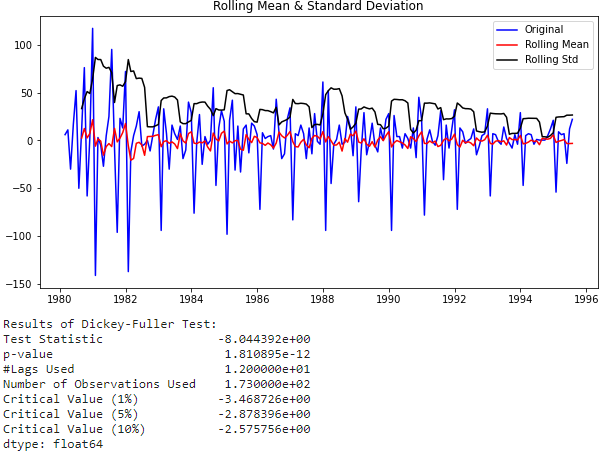 Rolling Mean & Standard Deviation
Original
Rolling Mean
Rolling Std
100
50
0
−50
−100
−150
1980 1982 1984 1986 1988 1990 1992 1994 1996
Results of Dickey-Fuller Test:
Test Statistic -8.044392e+00
p-value 1.810895e-12
#Lags Used 1.200000e+01
Number of Observations Used 1.730000e+02
Critical Value (1%) -3.468726e+00
Critical Value (5%) -2.878396e+00
Critical Value (10%) -2.575756e+00
dtype: float64